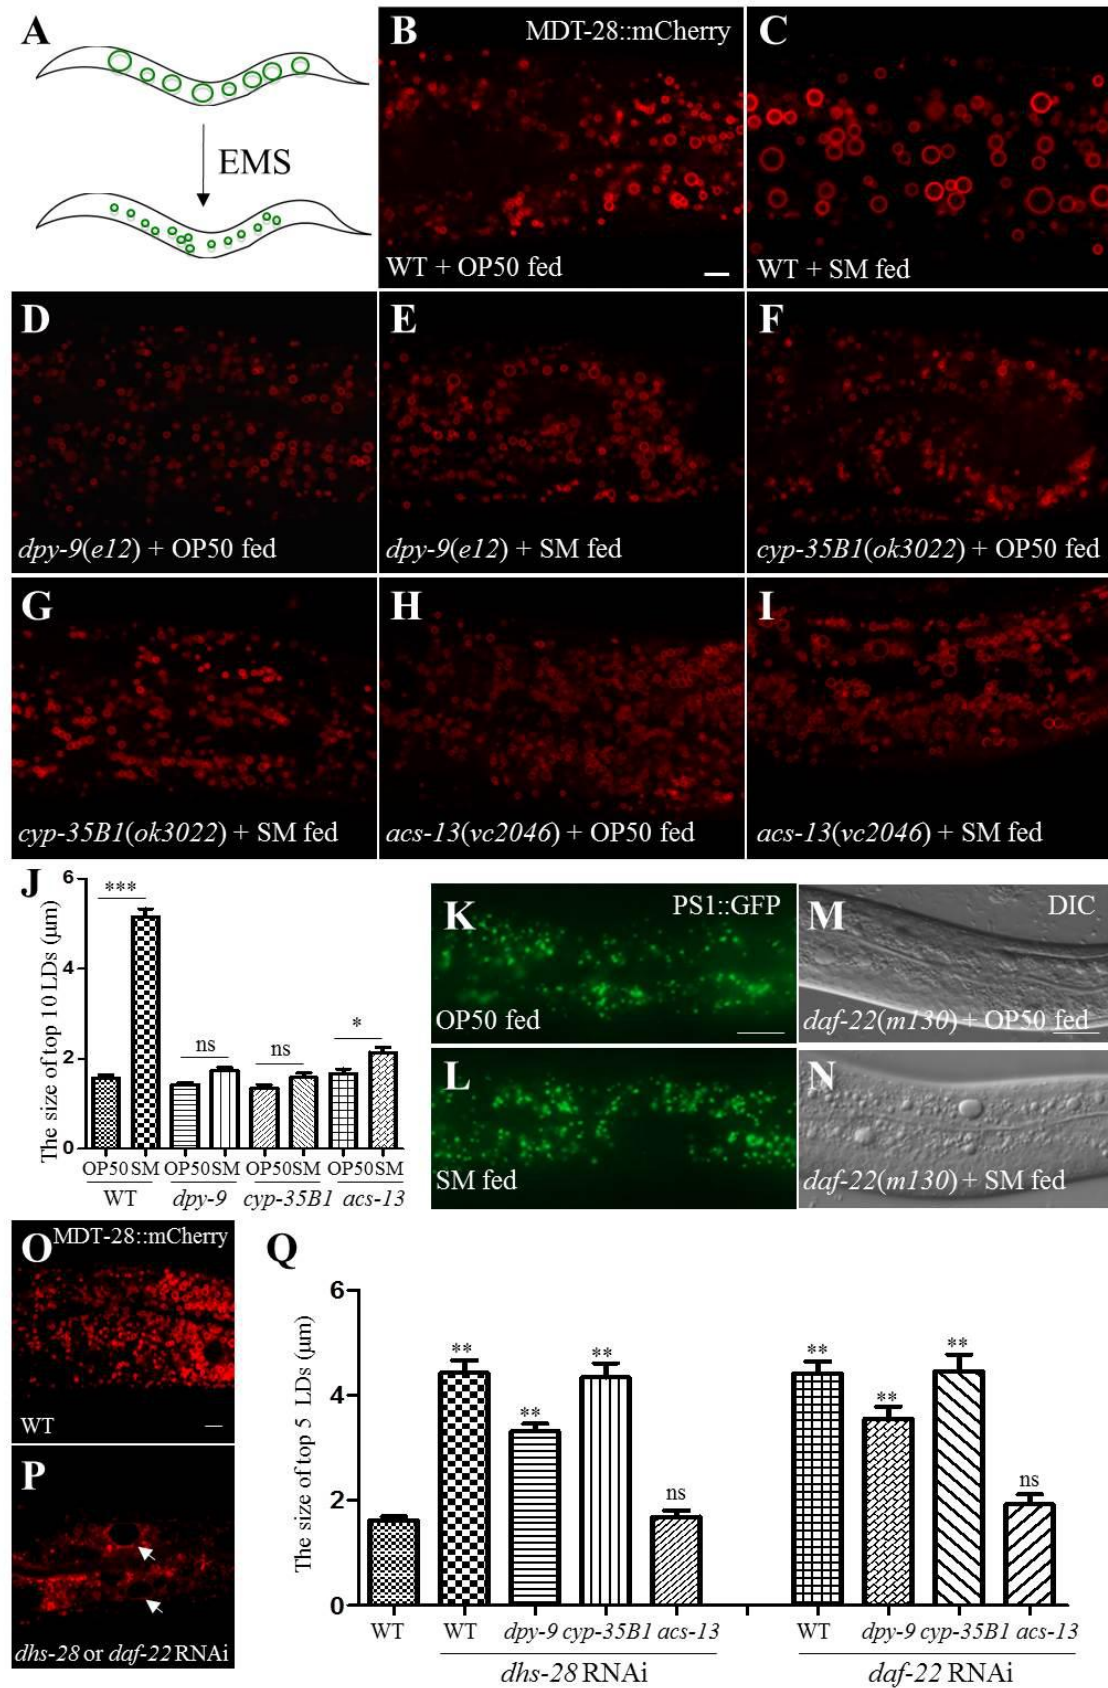 A
EMS
B
MDT-28::mCherry
WT + OP50 fed
C
WT + SM fed
D
dpy-9(e12) + OP50 fed
E
dpy-9(e12) + SM fed
F
cyp-35B1(ok3022) + OP50 fed
G
cyp-35B1(ok3022) + SM fed
H
acs-13(vc2046) + OP50 fed
I
acs-13(vc2046) + SM fed
J
The size of top 10 LDs (µm)
6
4
2
0
***
ns
ns
*
OP50 SM OP50 SM OP50 SM OP50 SM
WT dpy-9 cyp-35B1 acs-13
K
PS1::GFP
OP50 fed
L
SM fed
M
DIC
daf-22(m130) + OP50 fed
N
daf-22(m130) + SM fed
O
MDT-28::mCherry
WT
P
dhs-28 or daf-22 RNAi
Q
The size of top 5 LDs (µm)
6
4
2
0
** ** ** ns ** ** ** ns
WT WT dpy-9 cyp-35B1 acs-13 WT dpy-9 cyp-35B1 acs-13
dhs-28 RNAi daf-22 RNAi